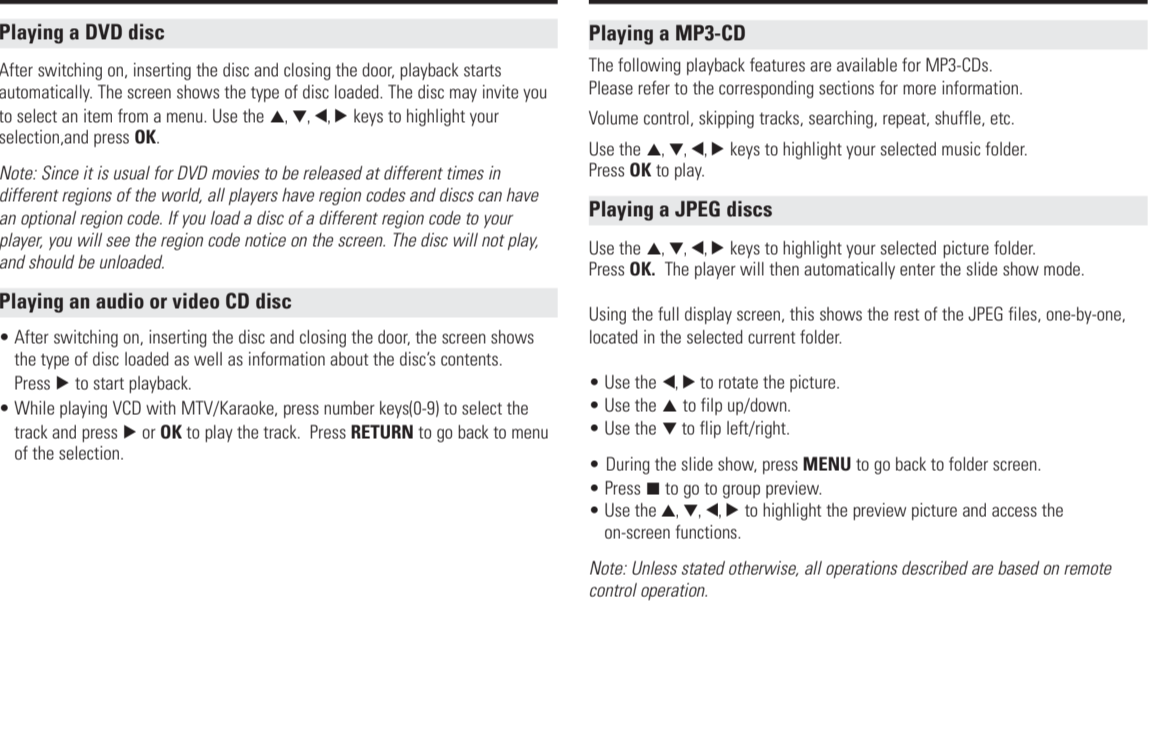 Playing a DVD disc
After switching on, inserting the disc and closing the door, playback starts
automatically. The screen shows the type of disc loaded. The disc may invite you
to select an item from a menu. Use the ▲, ▼, ◀, ▶ keys to highlight your
selection,and press OK.
Note: Since it is usual for DVD movies to be released at different times in
different regions of the world, all players have region codes and discs can have
an optional region code. If you load a disc of a different region code to your
player, you will see the region code notice on the screen. The disc will not play,
and should be unloaded.
Playing an audio or video CD disc
• After switching on, inserting the disc and closing the door, the screen shows
the type of disc loaded as well as information about the disc's contents.
Press ▶ to start playback.
• While playing VCD with MTV/Karaoke, press number keys(0-9) to select the
track and press ▶ or OK to play the track. Press RETURN to go back to menu
of the selection.
Playing a MP3-CD
The following playback features are available for MP3-CDs.
Please refer to the corresponding sections for more information.
Volume control, skipping tracks, searching, repeat, shuffle, etc.
Use the ▲, ▼, ◀, ▶ keys to highlight your selected music folder.
Press OK to play.
Playing a JPEG discs
Use the ▲, ▼, ◀, ▶ keys to highlight your selected picture folder.
Press OK. The player will then automatically enter the slide show mode.
Using the full display screen, this shows the rest of the JPEG files, one-by-one,
located in the selected current folder.
• Use the ◀, ▶ to rotate the picture.
• Use the ▲ to filp up/down.
• Use the ▼ to flip left/right.
• During the slide show, press MENU to go back to folder screen.
• Press ■ to go to group preview.
• Use the ▲, ▼, ◀, ▶ to highlight the preview picture and access the
on-screen functions.
Note: Unless stated otherwise, all operations described are based on remote
control operation.